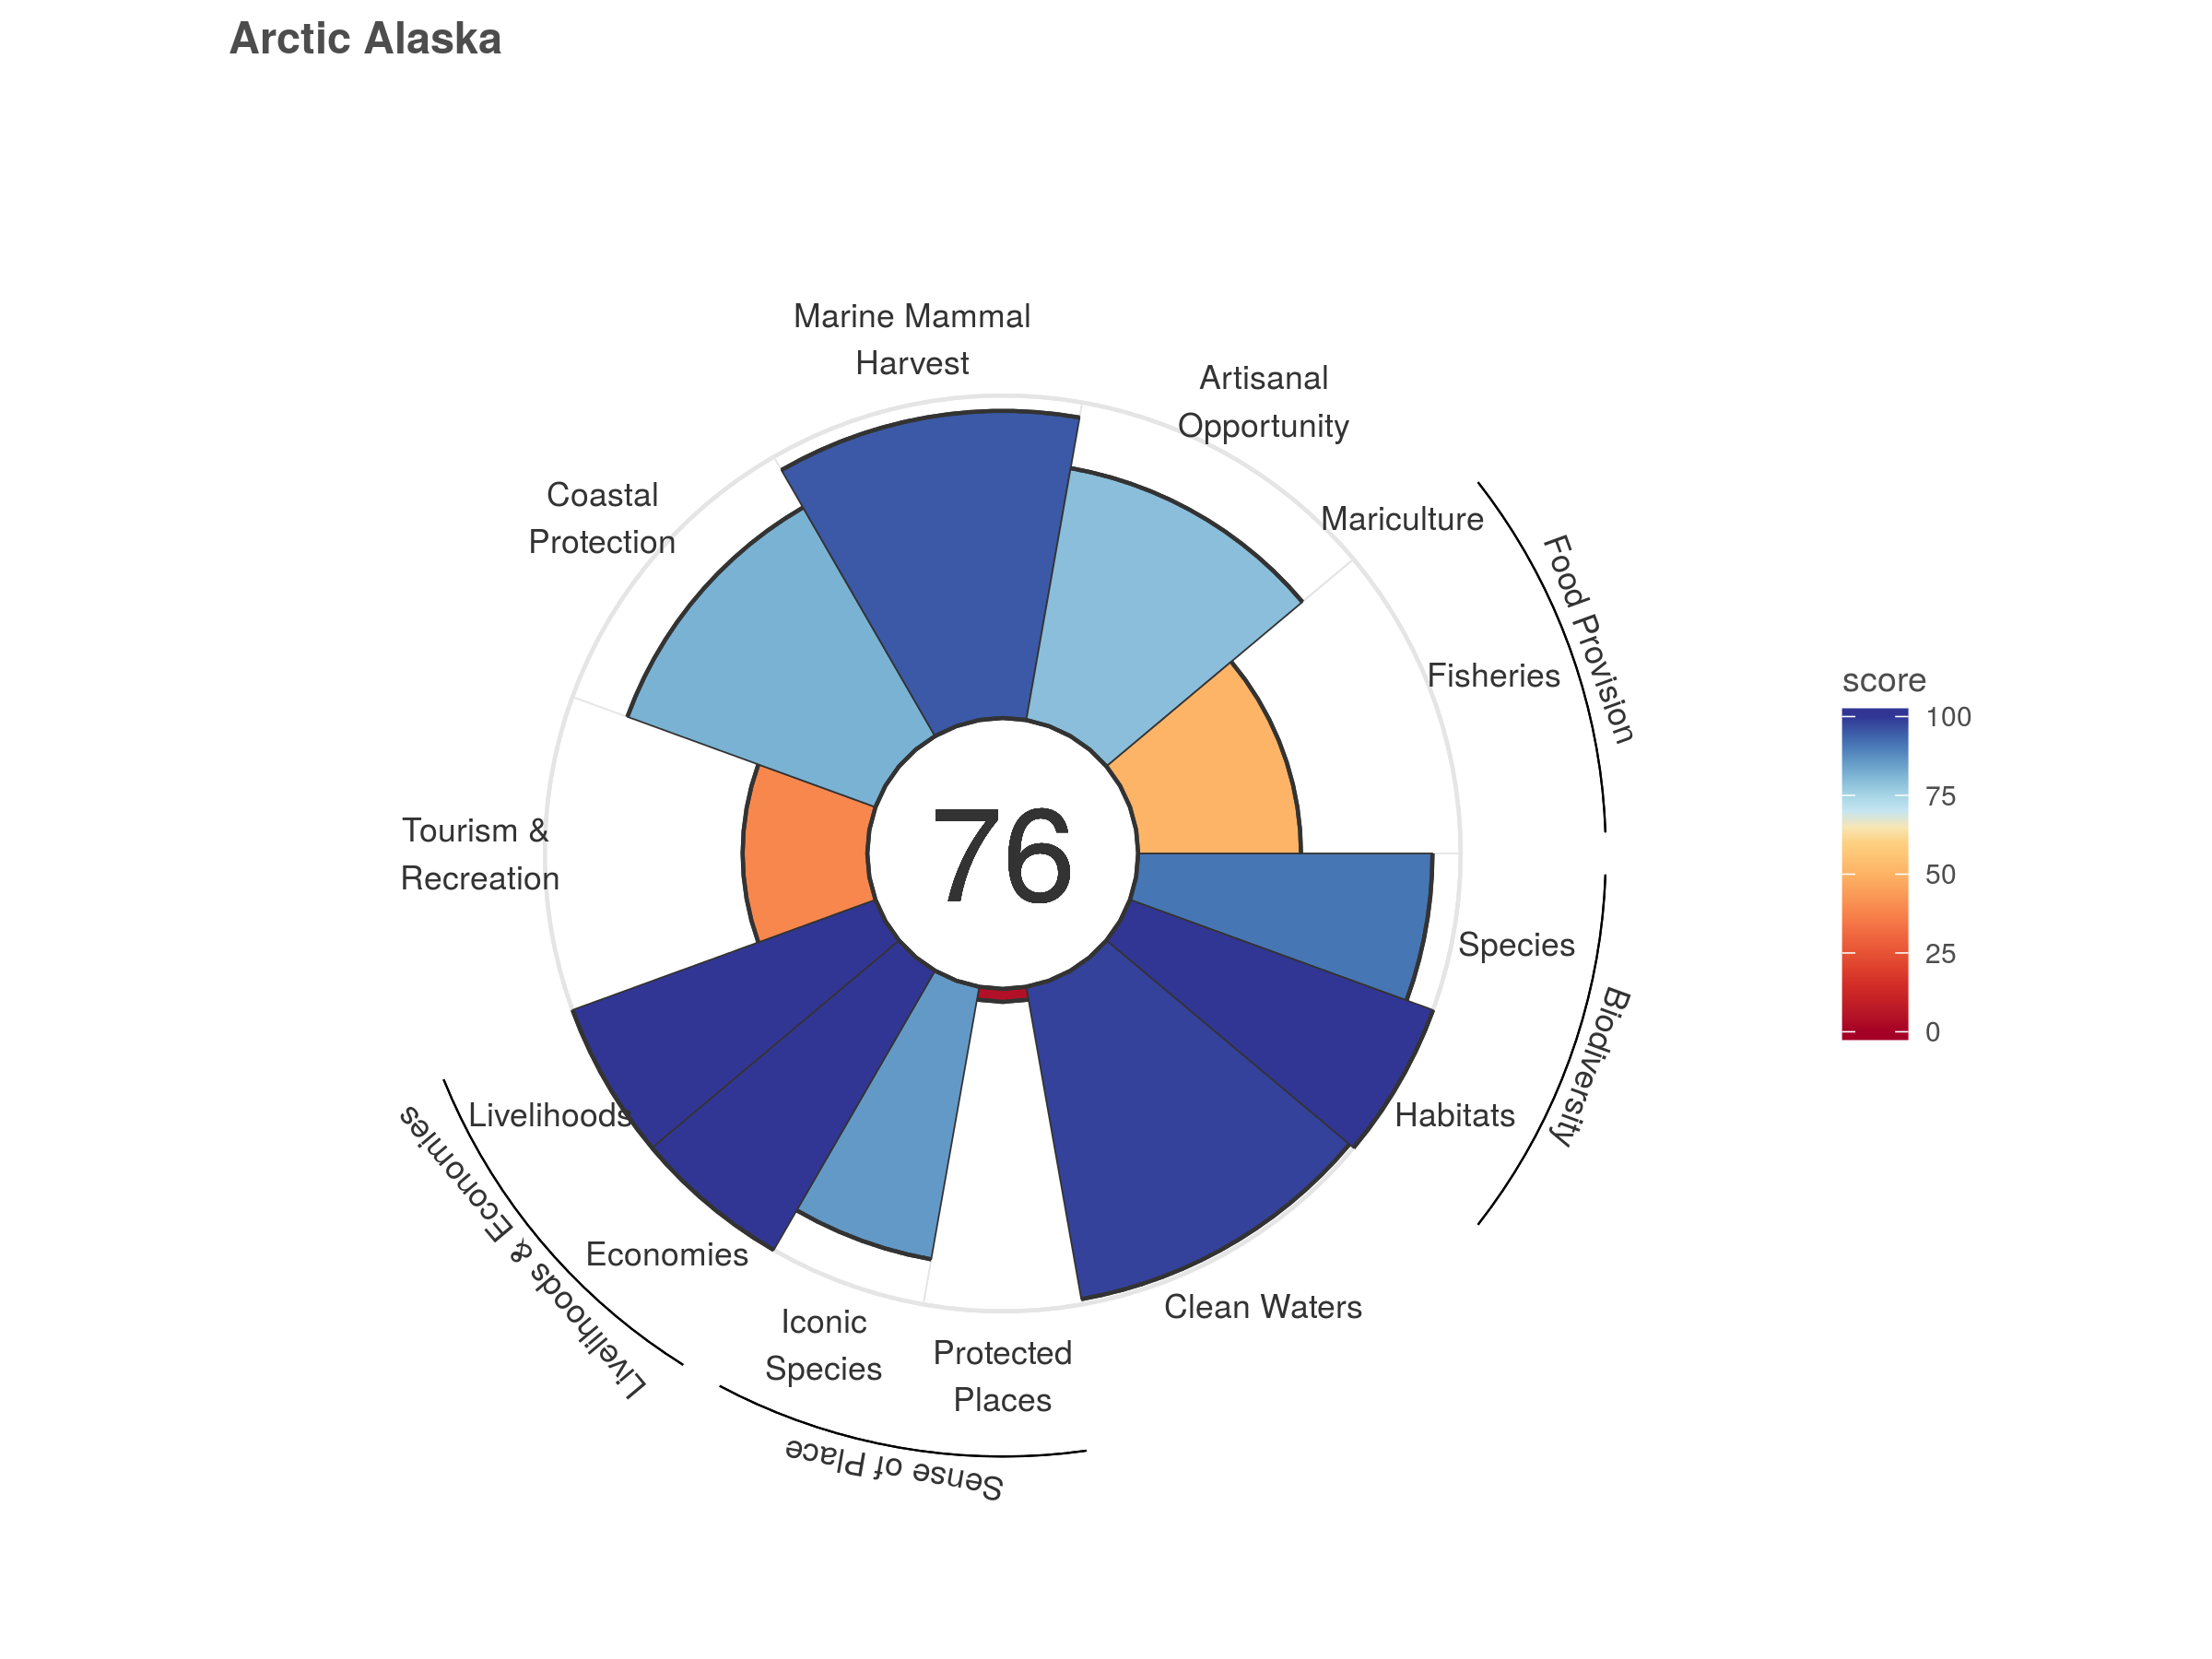 Arctic Alaska
Marine Mammal
Harvest
Artisanal
Opportunity
Mariculture
Food Provision
Fisheries
Coastal
Protection
Tourism &
Recreation
76
Species
Biodiversity
Habitats
Livelihoods
Livelihoods & Economies
Economies
Clean Waters
Iconic
Species
Protected
Places
Sense of Place
score
100
75
50
25
0